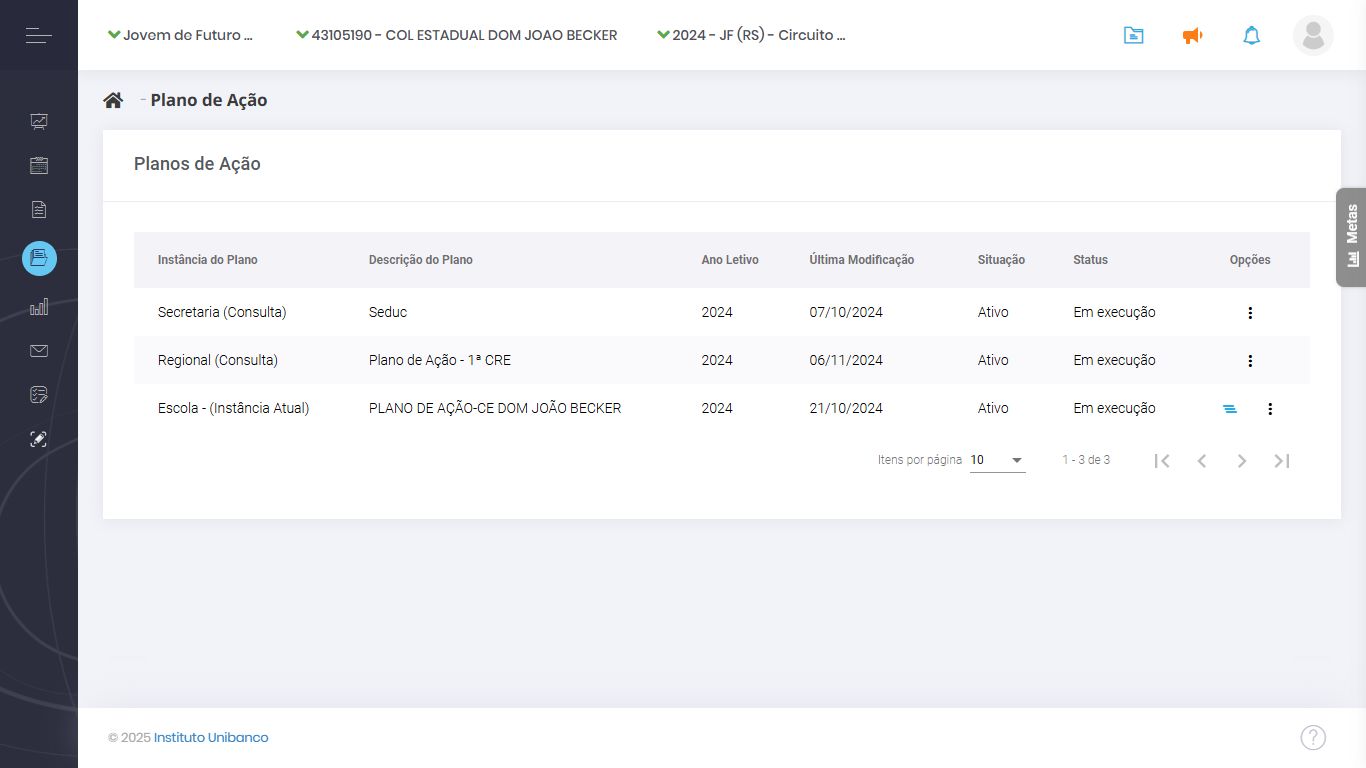 Jovem de Futuro ... 43105190 - COL ESTADUAL DOM JOAO BECKER 2024 - JF (RS) - Circuito ...
- Plano de Ação
Planos de Ação
Metas
Instância do Plano Descrição do Plano Ano Letivo Última Modificação Situação Status Opções
Secretaria (Consulta) Seduc 2024 07/10/2024 Ativo Em execução
Regional (Consulta) Plano de Ação - 1ª CRE 2024 06/11/2024 Ativo Em execução
Escola - (Instância Atual) PLANO DE AÇÃO-CE DOM JOÃO BECKER 2024 21/10/2024 Ativo Em execução
Itens por página 10 1 - 3 de 3
© 2025 Instituto Unibanco ?